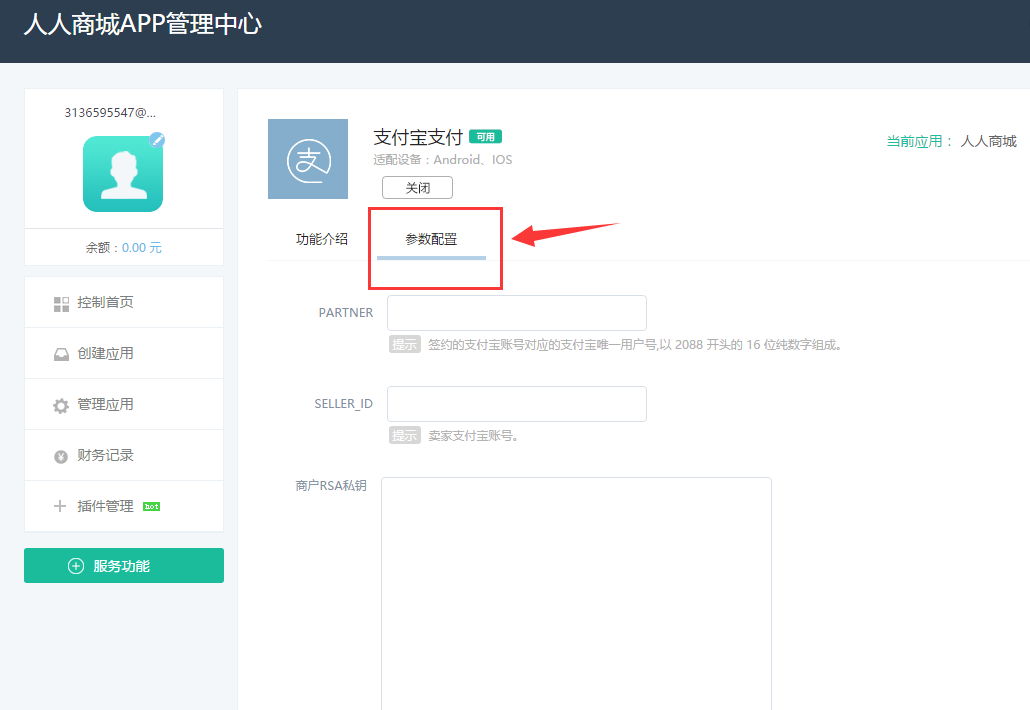 人人商城APP管理中心
3136595547@...
余额：0.00 元
控制首页
创建应用
管理应用
财务记录
插件管理 hot
服务功能
支
支付宝支付 可用
适配设备：Android、IOS
关闭
当前应用： 人人商城
功能介绍 参数配置
PARTNER
提示 签约的支付宝账号对应的支付宝唯一用户号,以 2088 开头的 16 位纯数字组成。
SELLER_ID
提示 卖家支付宝账号。
商户RSA私钥